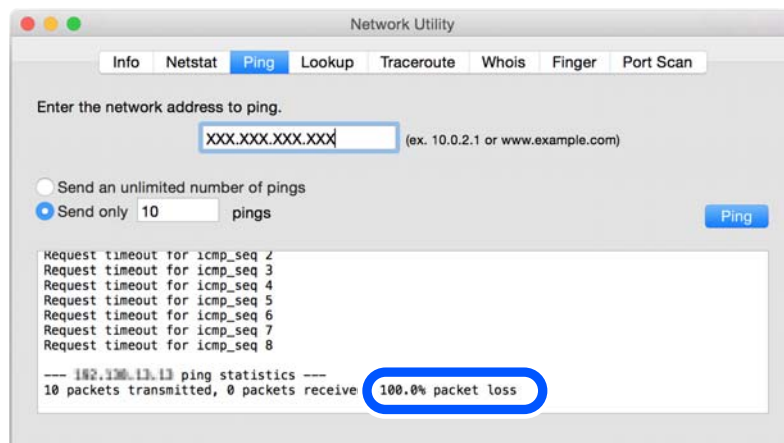 Network Utility
Info Netstat Ping Lookup Traceroute Whois Finger Port Scan
Enter the network address to ping.
XXX.XXX.XXX.XXX (ex. 10.0.2.1 or www.example.com)
Send an unlimited number of pings
Send only 10 pings
Ping
Request timeout for icmp_seq 2
Request timeout for icmp_seq 3
Request timeout for icmp_seq 4
Request timeout for icmp_seq 5
Request timeout for icmp_seq 6
Request timeout for icmp_seq 7
Request timeout for icmp_seq 8
--- ping statistics ---
10 packets transmitted, 0 packets receive 100.0% packet loss